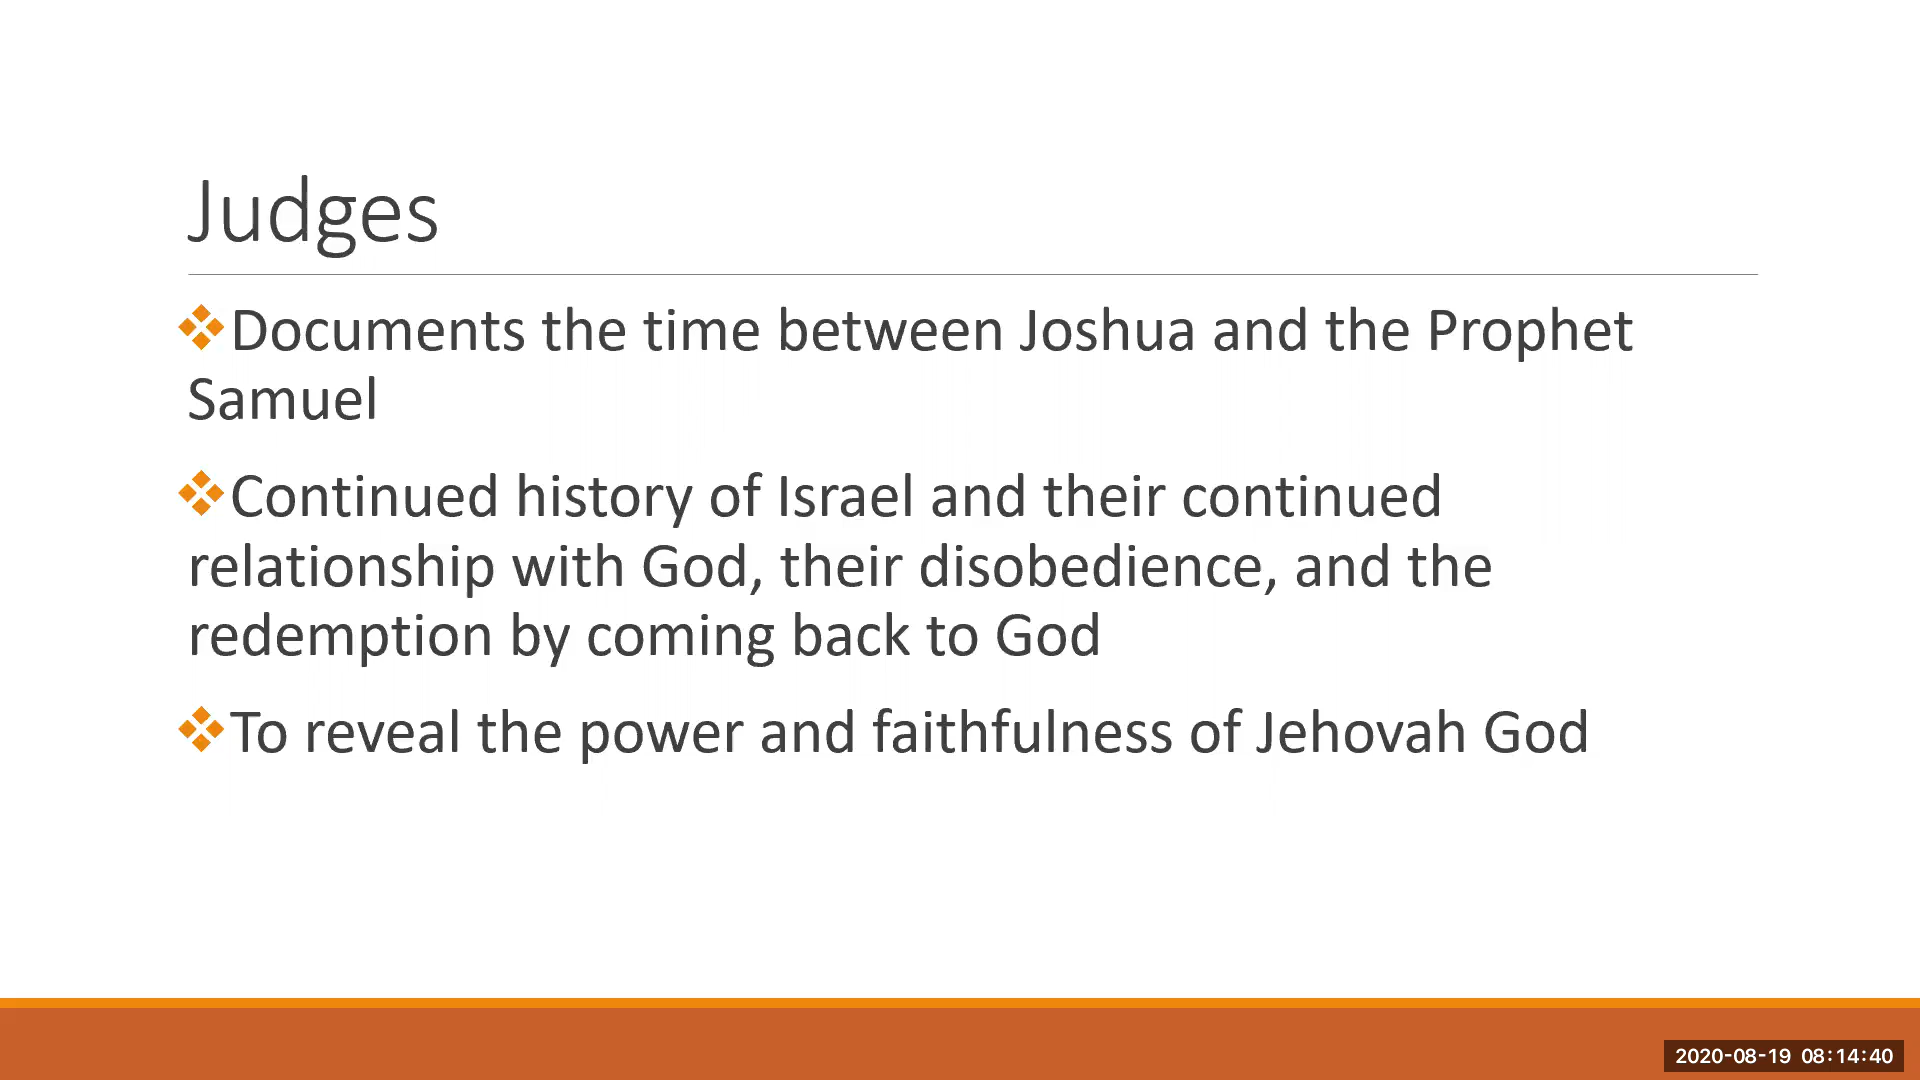 Judges
❖Documents the time between Joshua and the Prophet
Samuel
❖Continued history of Israel and their continued
relationship with God, their disobedience, and the
redemption by coming back to God
❖To reveal the power and faithfulness of Jehovah God
2020-08-19 08:14:40